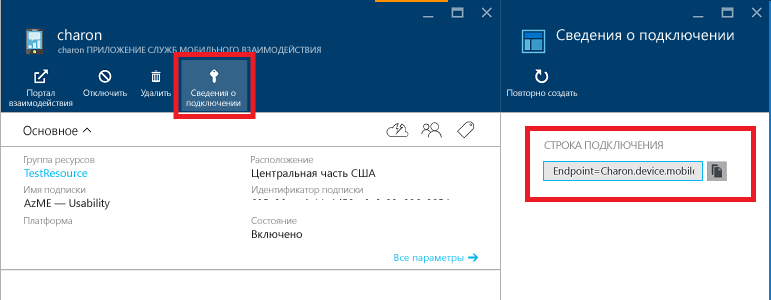 charon
charon ПРИЛОЖЕНИЕ СЛУЖБ МОБИЛЬНОГО ВЗАИМОДЕЙСТВИЯ
Портал
взаимодействия
Отключить
Удалить
Сведения о
подключении
Основное
Группа ресурсов
TestResource
Имя подписки
AzME — Usability
Платформа
Расположение
Центральная часть США
Идентификатор подписки
Состояние
Включено
Все параметры
Сведения о подключении
Повторно создать
СТРОКА ПОДКЛЮЧЕНИЯ
Endpoint=Charon.device.mobile